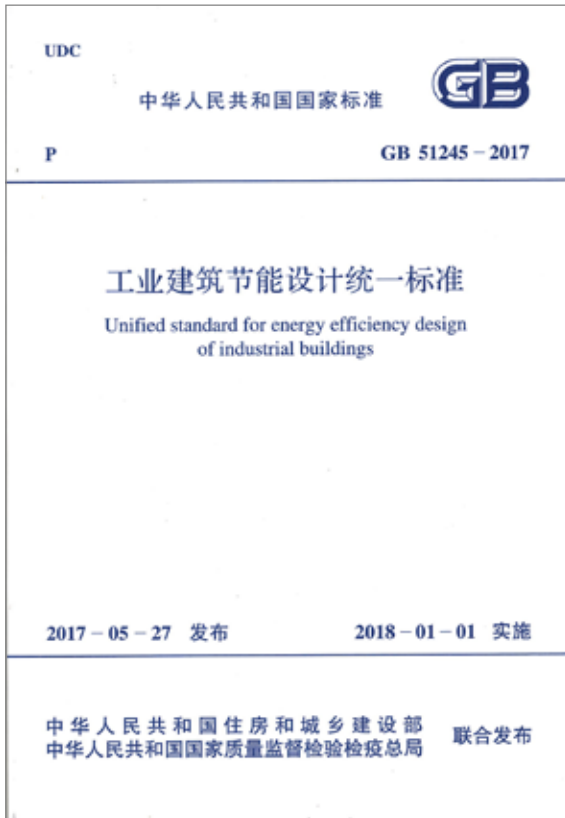 UDC
中华人民共和国国家标准
GB
P
GB 51245-2017
工业建筑节能设计统一标准
Unified standard for energy efficiency design
of industrial buildings
2017-05-27 发布
2018-01-01 实施
中华人民共和国住房和城乡建设部
中华人民共和国国家质量监督检验检疫总局
联合发布